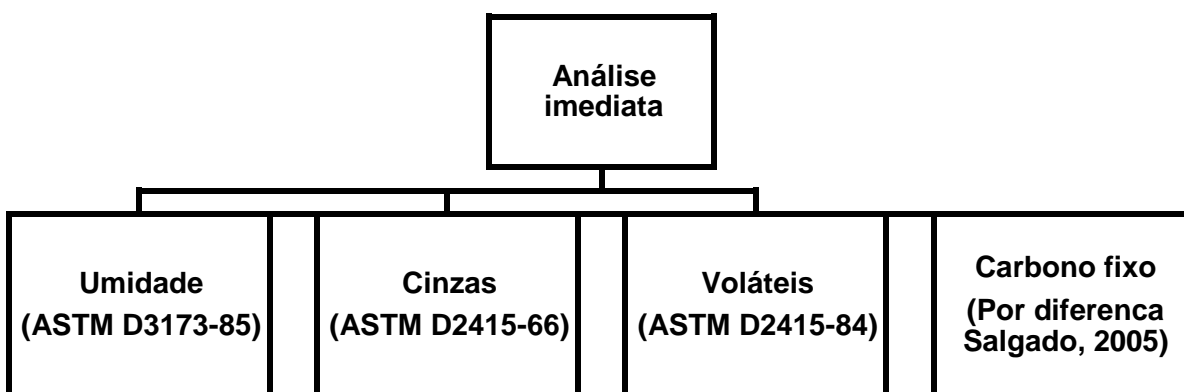 Análise
imediata
Umidade
(ASTM D3173-85)
Cinzas
(ASTM D2415-66)
Voláteis
(ASTM D2415-84)
Carbono fixo
(Por diferenca
Salgado, 2005)